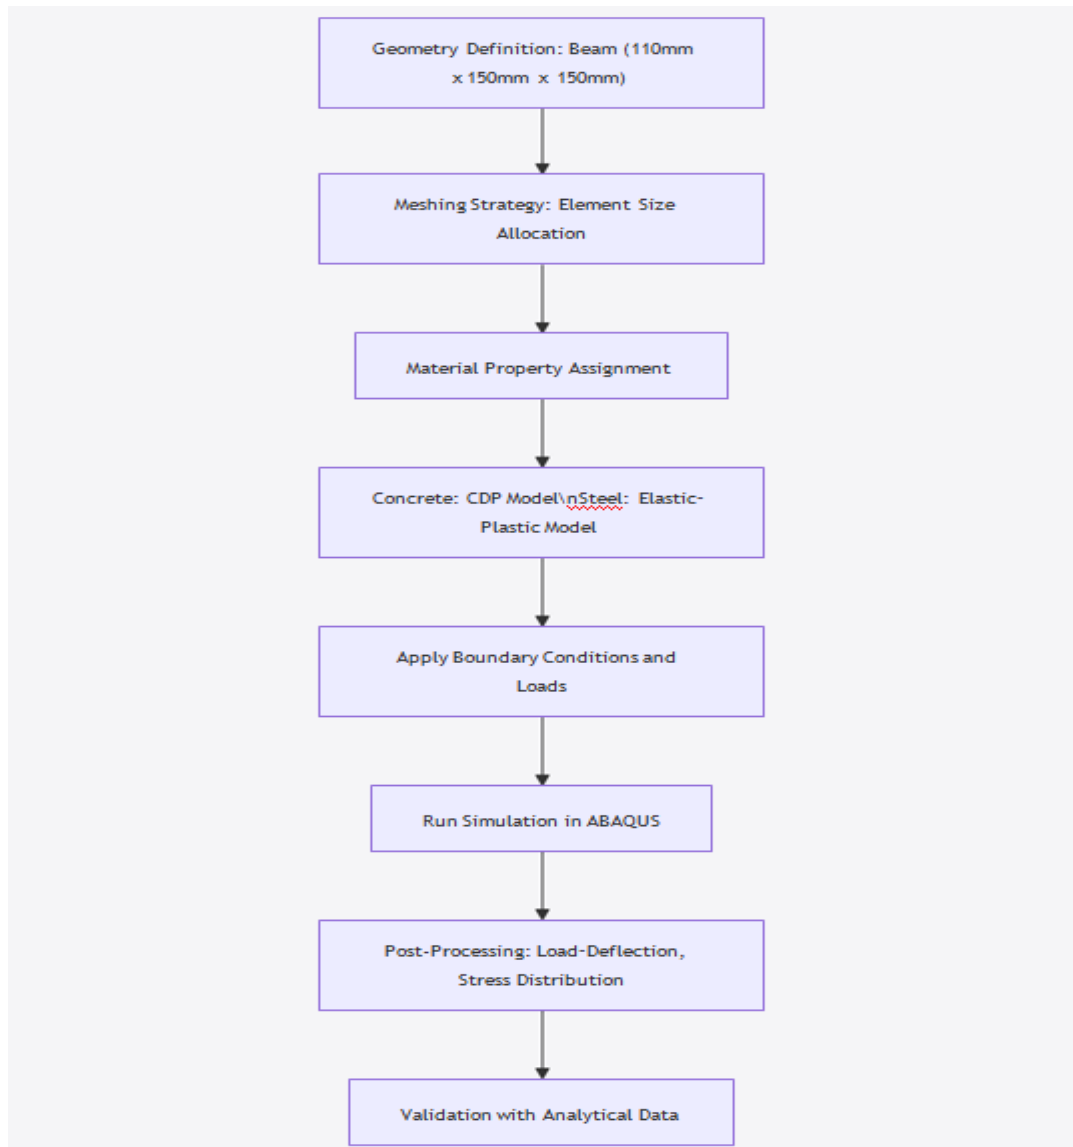 Geometry Definition: Beam (110mm
x 150mm x 150mm)
Meshing Strategy: Element Size
Allocation
Material Property Assignment
Concrete: CDP Model\nSteel: Elastic-
Plastic Model
Apply Boundary Conditions and
Loads
Run Simulation in ABAQUS
Post-Processing: Load-Deflection,
Stress Distribution
Validation with Analytical Data